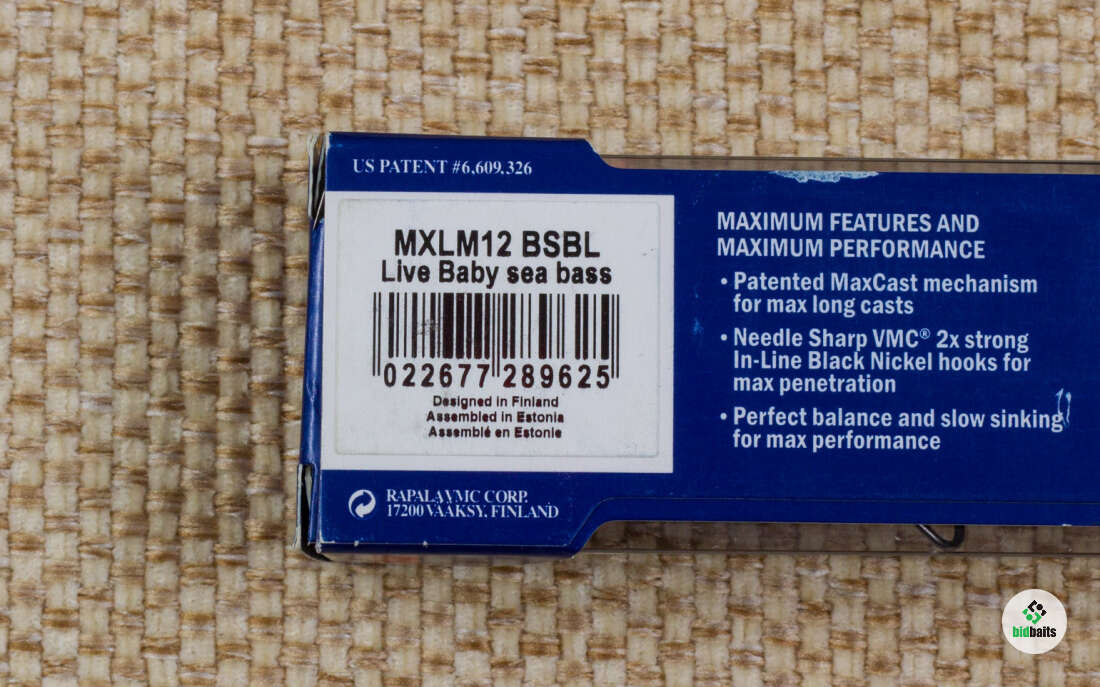 US PATENT #6,609,326
MXLM12 BSBL
Live Baby sea bass
022677 289625
Designed in Finland
Assembled in Estonia
Assemblé en Estonie
RAPALA VMC CORP.
17200 VÄÄKSY, FINLAND
MAXIMUM FEATURES AND
MAXIMUM PERFORMANCE
• Patented MaxCast mechanism
for max long casts
• Needle Sharp VMC® 2x strong
In-Line Black Nickel hooks for
max penetration
• Perfect balance and slow sinking
for max performance
bidbaits